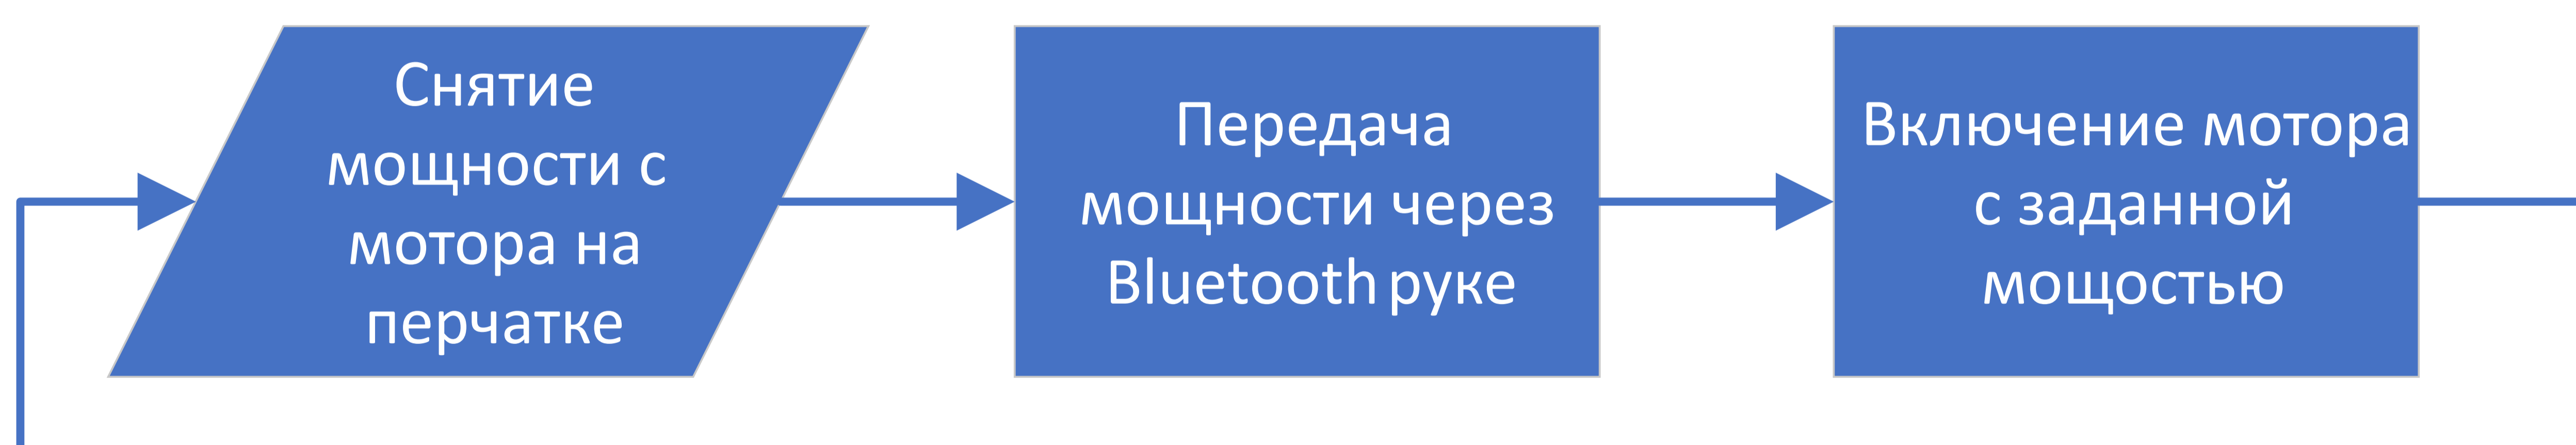 Снятие
мощности с
мотора на
перчатке
Передача
мощности через
Bluetooth руке
Включение мотора
с заданной
мощостью